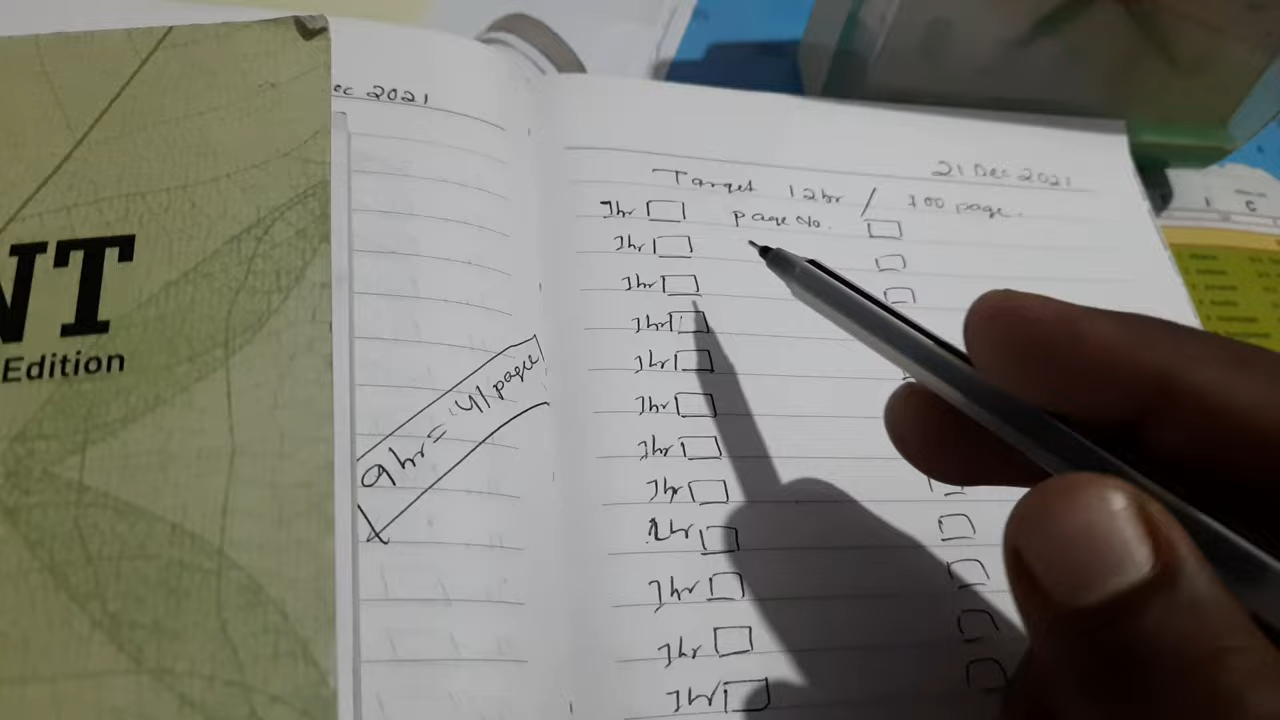 NT
Edition
ec 2021
9hr = 41 page
21 Dec 2021
Target 12hr / 100 page.
1hr page No.
1hr
1hr
1hr
1hr
1hr
1hr
1hr
1hr
1hr
1hr
1hr